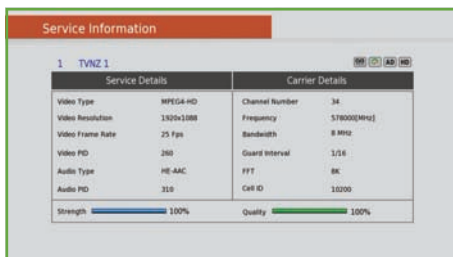 Service Information
1 TVNZ 1 AD HD
Service Details Carrier Details
Video Type MPEG4-HD Channel Number 34
Video Resolution 1920x1088 Frequency 578000[MHz]
Video Frame Rate 25 Fps Bandwidth 8 MHz
Video PID 260 Guard Interval 1/16
Audio Type HE-AAC FFT 8K
Audio PID 310 Cell ID 10200
Strength 100% Quality 100%